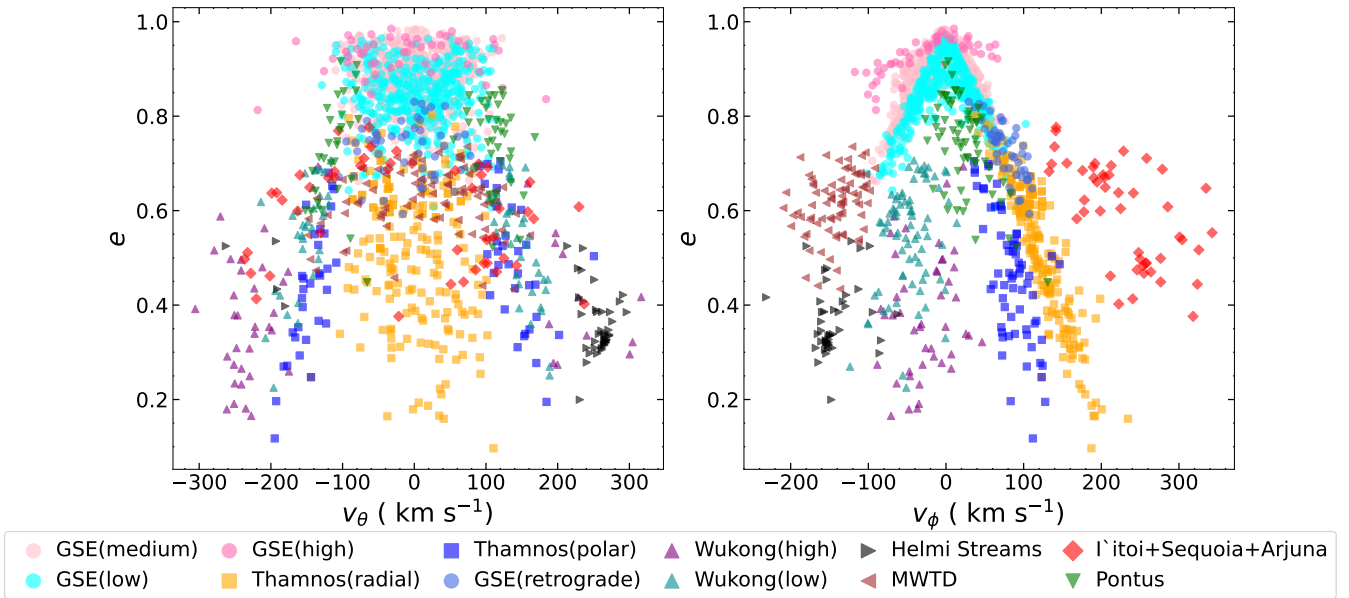 1.0
0.8
0.6
0.4
0.2
e
−300 −200 −100 0 100 200 300
v_θ ( km s⁻¹)
1.0
0.8
0.6
0.4
0.2
e
−200 −100 0 100 200 300
v_ϕ ( km s⁻¹)
GSE(medium) GSE(high) Thamnos(polar) Wukong(high) Helmi Streams I`itoi+Sequoia+Arjuna
GSE(low) Thamnos(radial) GSE(retrograde) Wukong(low) MWTD Pontus